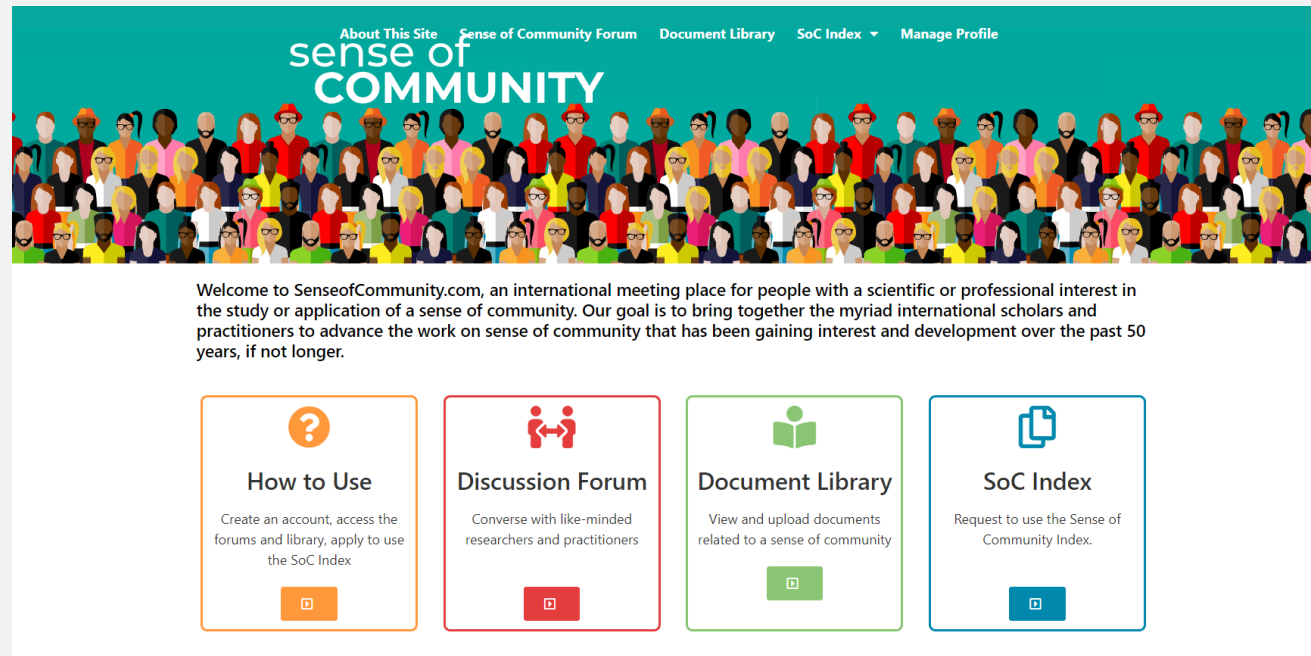 About This Site Sense of Community Forum Document Library SoC Index Manage Profile
sense of
COMMUNITY
Welcome to SenseofCommunity.com, an international meeting place for people with a scientific or professional interest in
the study or application of a sense of community. Our goal is to bring together the myriad international scholars and
practitioners to advance the work on sense of community that has been gaining interest and development over the past 50
years, if not longer.
How to Use
Create an account, access the
forums and library, apply to use
the SoC Index
Discussion Forum
Converse with like-minded
researchers and practitioners
Document Library
View and upload documents
related to a sense of community
SoC Index
Request to use the Sense of
Community Index.